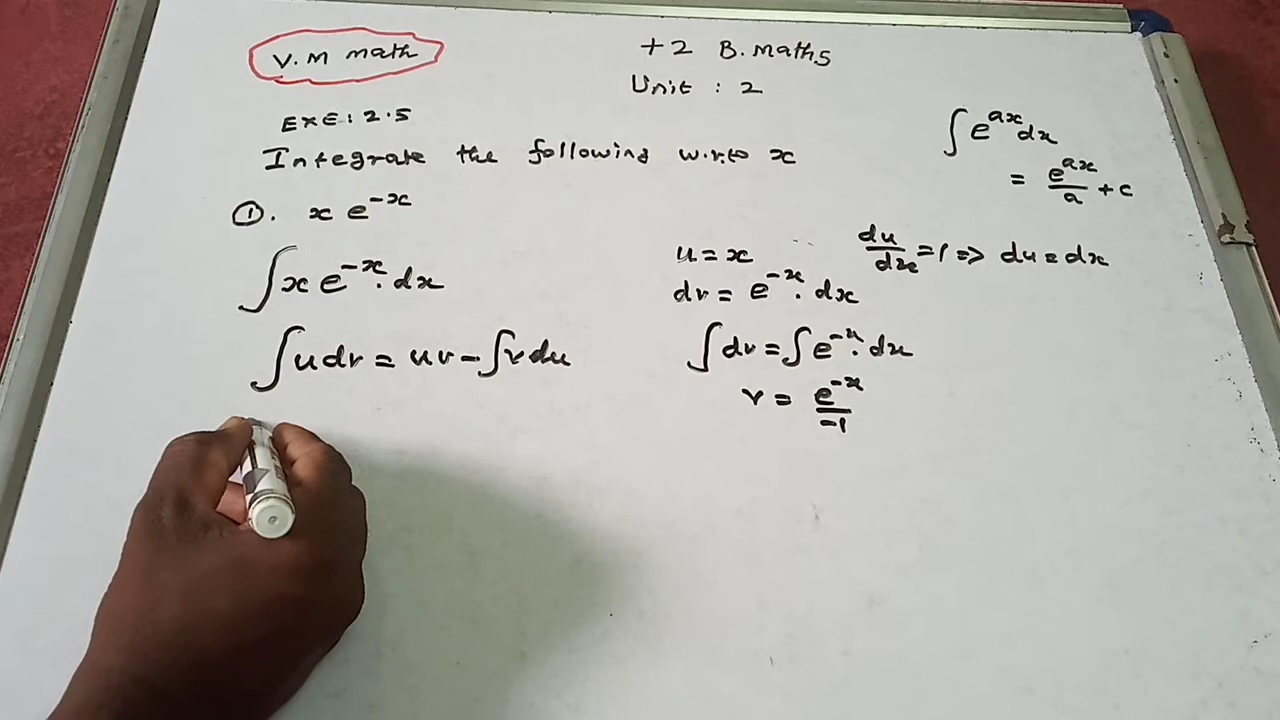 V.M math
+2 B.Maths
Unit : 2
EXE: 2.5
Integrate the following w.r.to x
∫e^{ax}dx
= e^{ax}/a + c
①. x e^{-x}
∫x e^{-x}.dx
u = x du/dx = 1 => du = dx
dv = e^{-x}.dx
∫udv = uv - ∫vdu
∫dv = ∫e^{-x}.dx
v = e^{-x}/-1